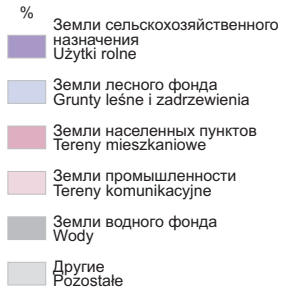 %
Земли сельскохозяйственного
назначения
Użytki rolne
Земли лесного фонда
Grunty leśne i zadrzewienia
Земли населенных пунктов
Tereny mieszkaniowe
Земли промышленности
Tereny komunikacyjne
Земли водного фонда
Wody
Другие
Pozostałe